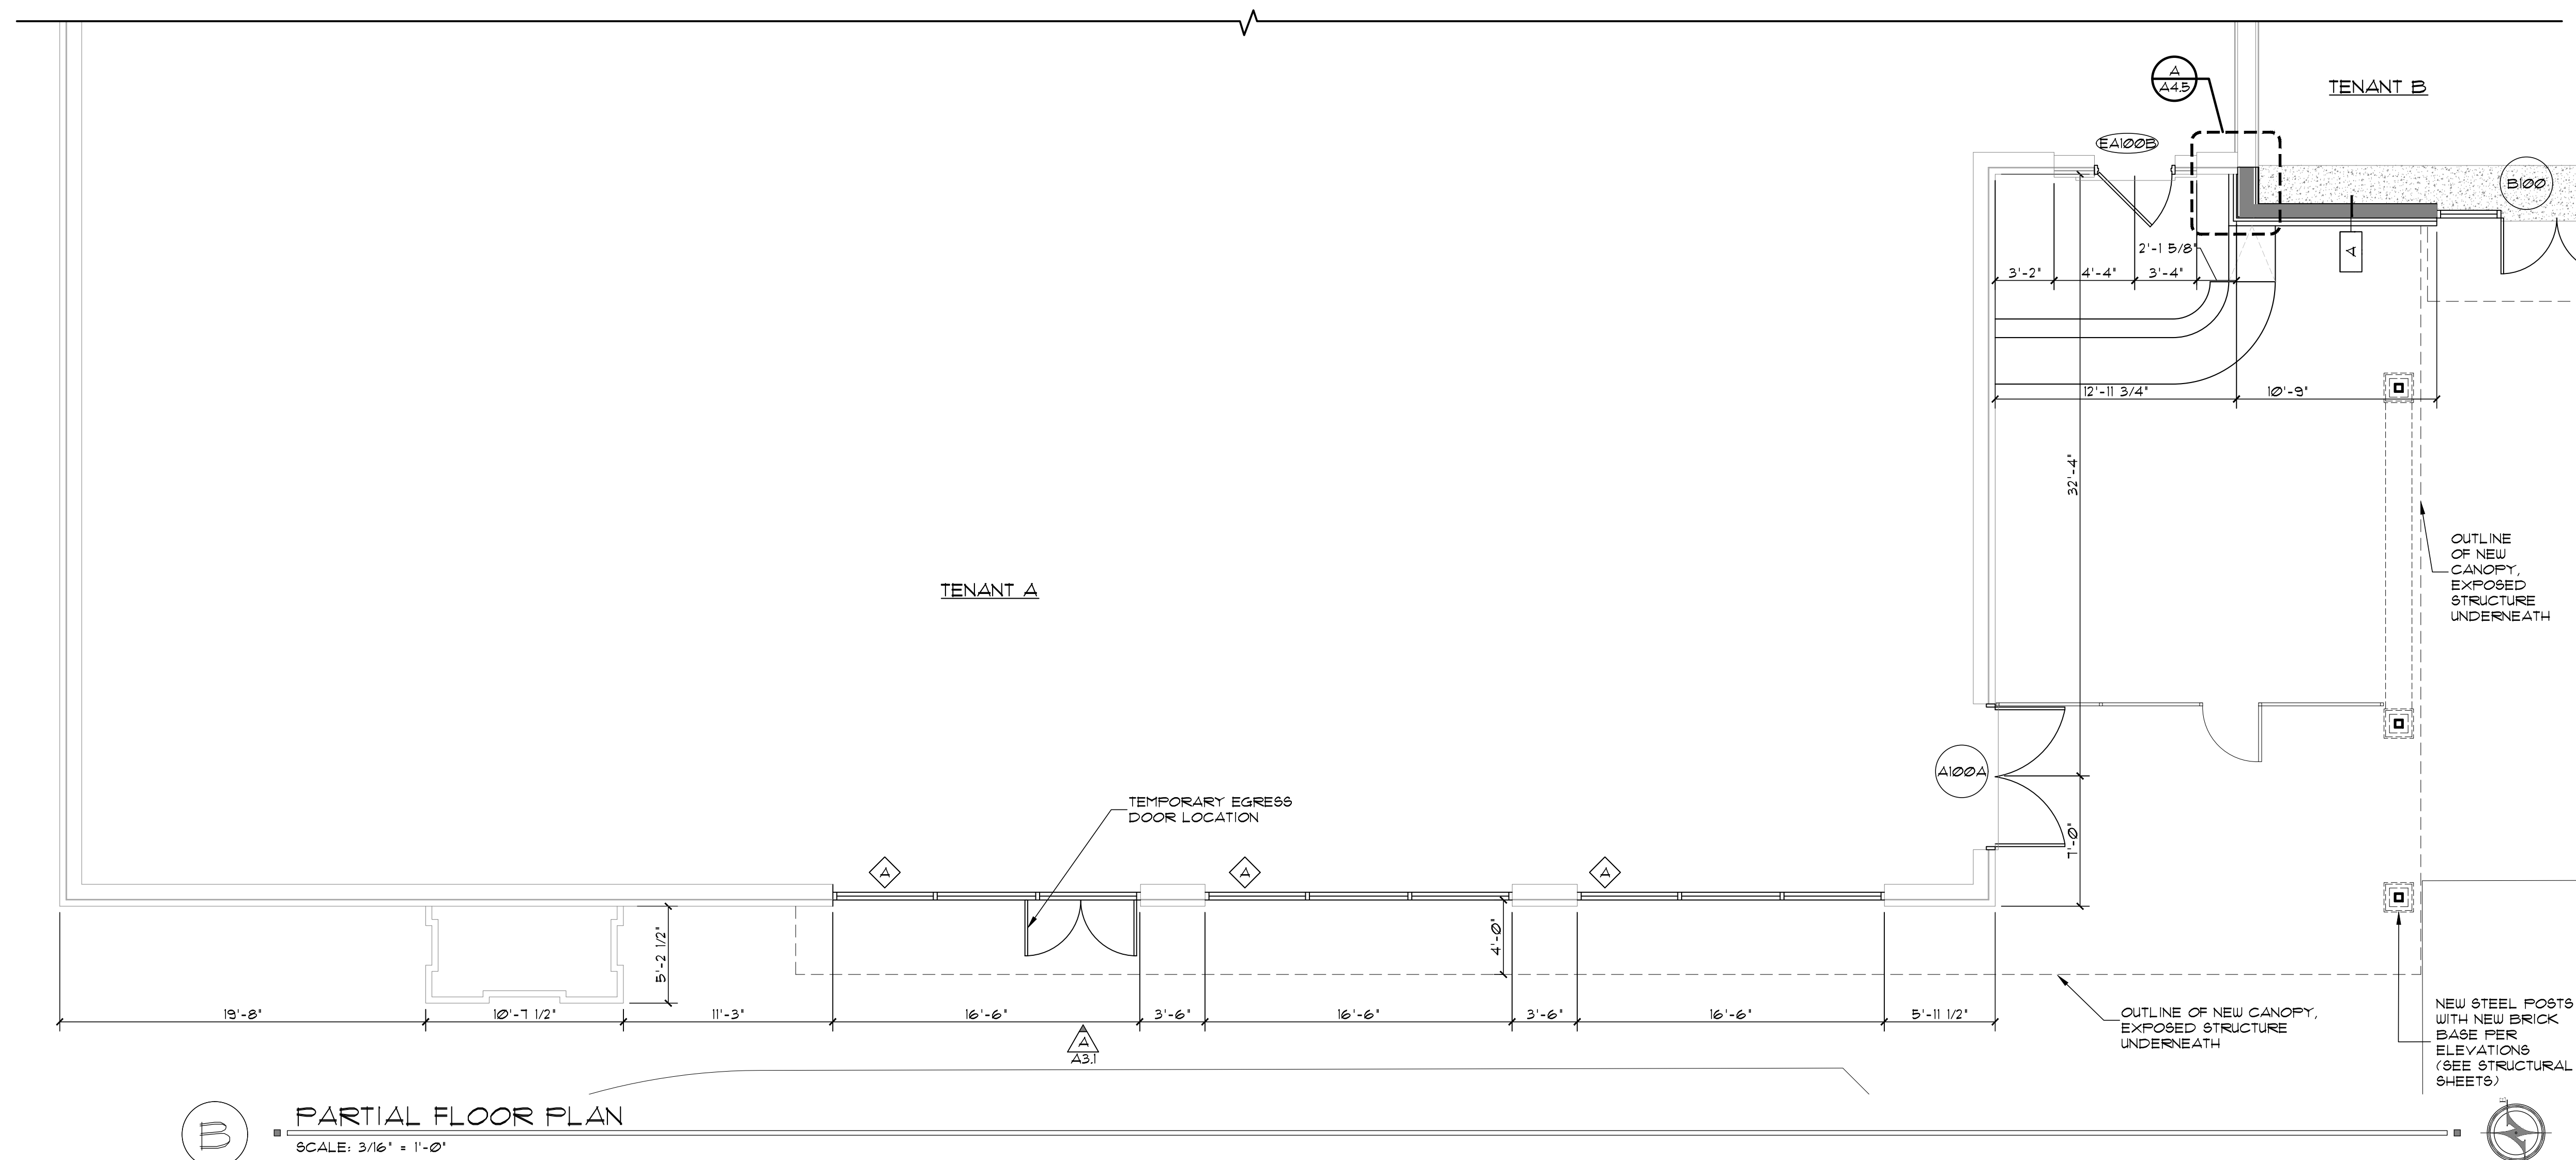 TENANT B
A
A4.5
EA100B
B100
A
2'-1 5/8"
3'-2"
4'-4"
3'-4"
12'-11 3/4"
10'-9"
32'-4"
OUTLINE
OF NEW
CANOPY,
EXPOSED
STRUCTURE
UNDERNEATH
TENANT A
A100A
TEMPORARY EGRESS
DOOR LOCATION
7'-0"
A
A
A
5'-2 1/2"
4'-0"
19'-8"
10'-7 1/2"
11'-3"
16'-6"
3'-6"
16'-6"
3'-6"
16'-6"
5'-11 1/2"
A
A3.1
OUTLINE OF NEW CANOPY,
EXPOSED STRUCTURE
UNDERNEATH
NEW STEEL POSTS
WITH NEW BRICK
BASE PER
ELEVATIONS
(SEE STRUCTURAL
SHEETS)
B
PARTIAL FLOOR PLAN
SCALE: 3/16" = 1'-0"